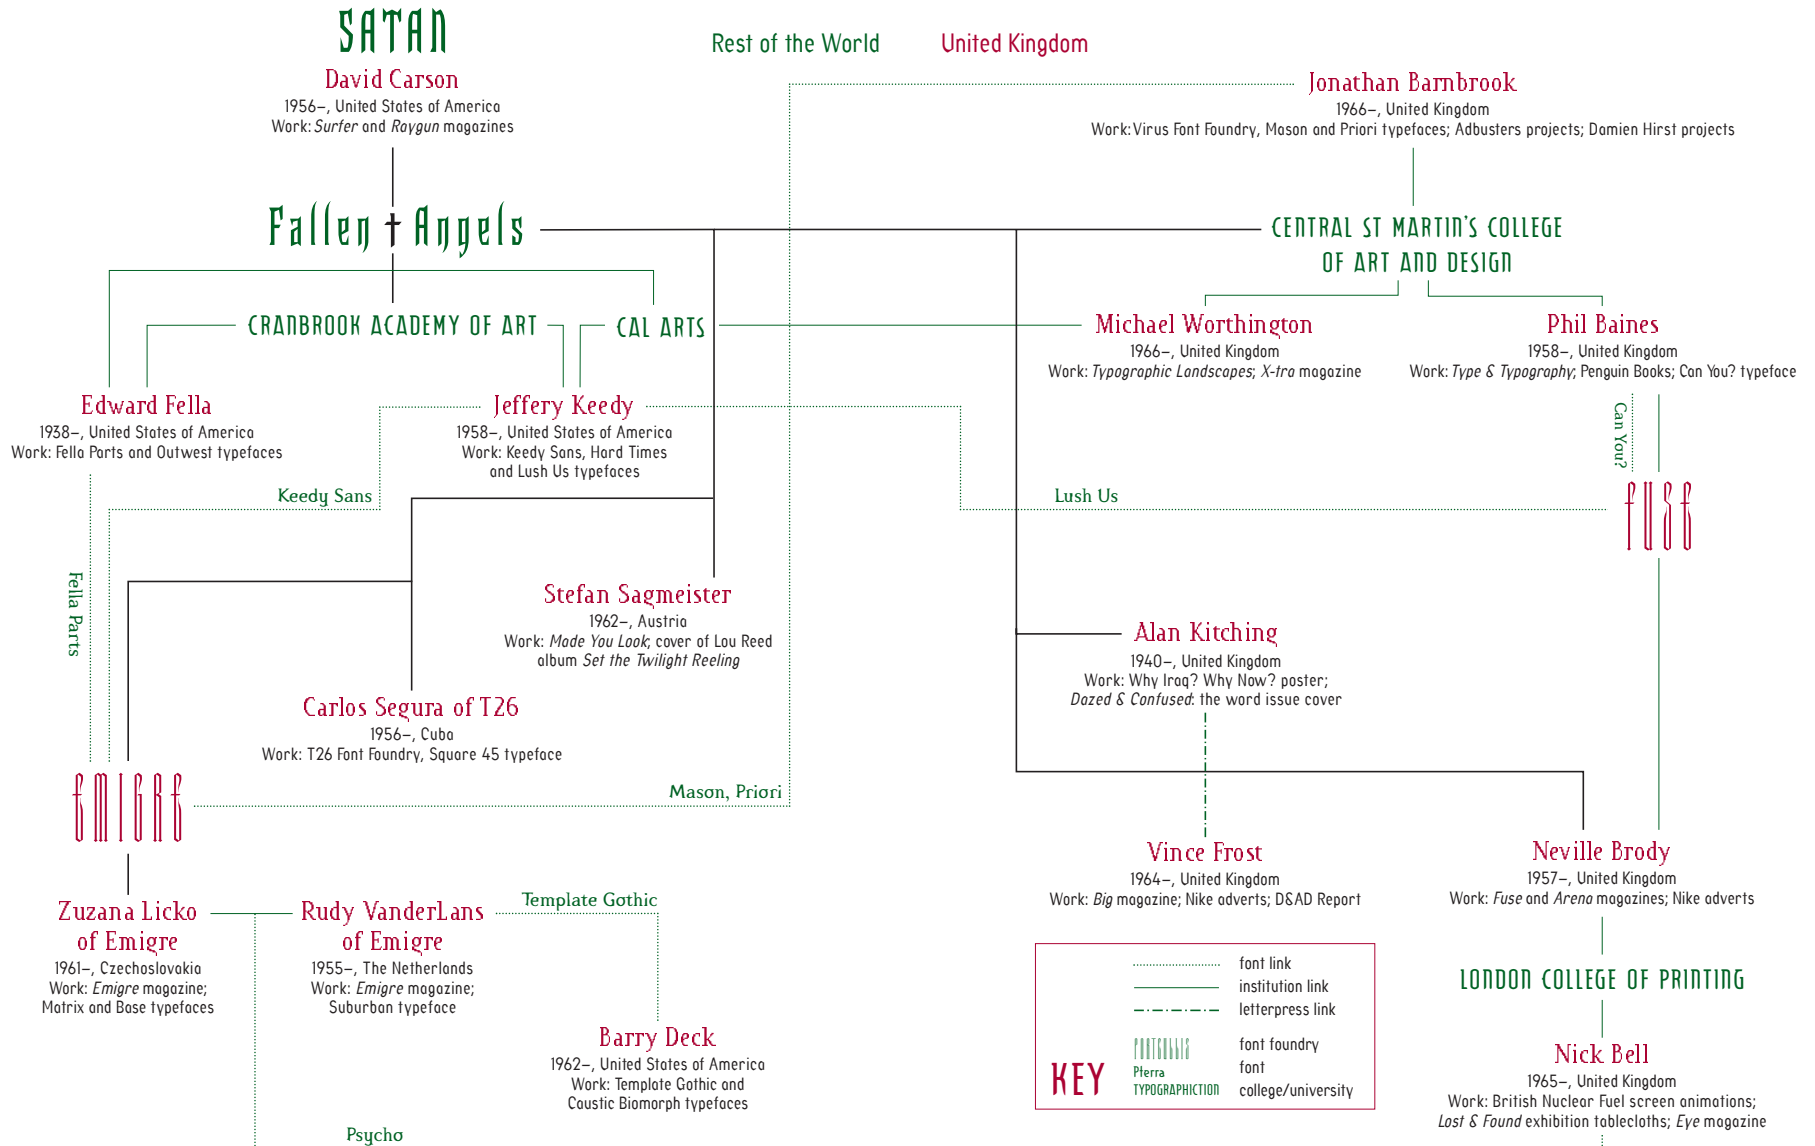 SATAN
Rest of the World
United Kingdom
David Carson
1956–, United States of America
Work: Surfer and Raygun magazines
Jonathan Barnbrook
1966–, United Kingdom
Work: Virus Font Foundry, Mason and Priori typefaces; Adbusters projects; Damien Hirst projects
Fallen † Angels
CENTRAL ST MARTIN'S COLLEGE
OF ART AND DESIGN
CRANBROOK ACADEMY OF ART
CAL ARTS
Michael Worthington
1966–, United Kingdom
Work: Typographic Landscapes; X-tra magazine
Phil Baines
1958–, United Kingdom
Work: Type & Typography; Penguin Books; Can You? typeface
Edward Fella
1938–, United States of America
Work: Fella Parts and Outwest typefaces
Jeffery Keedy
1958–, United States of America
Work: Keedy Sans, Hard Times
and Lush Us typefaces
Can You?
Keedy Sans
Lush Us
FUSE
Fella Parts
Stefan Sagmeister
1962–, Austria
Work: Made You Look; cover of Lou Reed
album Set the Twilight Reeling
Alan Kitching
1940–, United Kingdom
Work: Why Iraq? Why Now? poster;
Dazed & Confused: the word issue cover
Carlos Segura of T26
1956–, Cuba
Work: T26 Font Foundry, Square 45 typeface
EMIGRE
Mason, Priori
Vince Frost
1964–, United Kingdom
Work: Big magazine; Nike adverts; D&AD Report
Neville Brody
1957–, United Kingdom
Work: Fuse and Arena magazines; Nike adverts
Zuzana Licko
of Emigre
1961–, Czechoslovakia
Work: Emigre magazine;
Matrix and Base typefaces
Rudy VanderLans
of Emigre
1955–, The Netherlands
Work: Emigre magazine;
Suburban typeface
Template Gothic
Barry Deck
1962–, United States of America
Work: Template Gothic and
Caustic Biomorph typefaces
LONDON COLLEGE OF PRINTING
Nick Bell
1965–, United Kingdom
Work: British Nuclear Fuel screen animations;
Lost & Found exhibition tablecloths; Eye magazine
KEY
font link
institution link
letterpress link
PORTCULLIS font foundry
Pterra font
TYPOGRAPHICTION college/university
Psycho